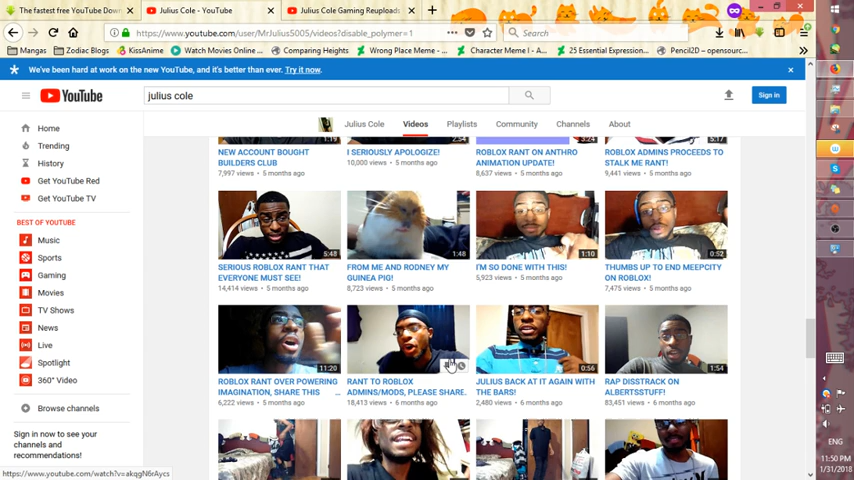 The fastest free YouTube Down
Julius Cole - YouTube
Julius Cole Gaming Reuploads
https://www.youtube.com/user/MrJulius5005/videos?disable_polymer=1
Search
Mangas
Zodiac Blogs
KissAnime
Watch Movies Online ...
Wrong Place Meme - ...
Character Meme I - A...
25 Essential Expression...
Pencil2D – opensourc...
We've been hard at work on the new YouTube, and it's better than ever. Try it now.
YouTube
julius cole
Sign in
Julius Cole
Videos
Playlists
Community
Channels
About
Home
Trending
History
Get YouTube Red
Get YouTube TV
BEST OF YOUTUBE
Music
Sports
Gaming
Movies
TV Shows
News
Live
Spotlight
360° Video
Browse channels
Sign in now to see your
channels and
recommendations!
1:19
2:54
3:24
5:17
NEW ACCOUNT BOUGHT
BUILDERS CLUB
7,997 views • 5 months ago
I SERIOUSLY APOLOGIZE!
10,000 views • 5 months ago
ROBLOX RANT ON ANTHRO
ANIMATION UPDATE!
8,637 views • 5 months ago
ROBLOX ADMINS PROCEEDS TO
STALK ME RANT!
9,441 views • 5 months ago
5:48
1:48
1:10
0:52
SERIOUS ROBLOX RANT THAT
EVERYONE MUST SEE!
14,414 views • 5 months ago
FROM ME AND RODNEY MY
GUINEA PIG!
8,723 views • 5 months ago
I'M SO DONE WITH THIS!
5,923 views • 5 months ago
THUMBS UP TO END MEEPCITY
ON ROBLOX!
7,475 views • 5 months ago
11:20
0:56
1:54
ROBLOX RANT OVER POWERING
IMAGINATION, SHARE THIS ...
6,222 views • 5 months ago
RANT TO ROBLOX
ADMINS/MODS, PLEASE SHARE.
18,413 views • 6 months ago
JULIUS BACK AT IT AGAIN WITH
THE BARS!
2,480 views • 6 months ago
RAP DISSTRACK ON
ALBERTSSTUFF!
83,451 views • 6 months ago
https://www.youtube.com/watch?v=akqgN6rAycs
ENG
11:50 PM
1/31/2018